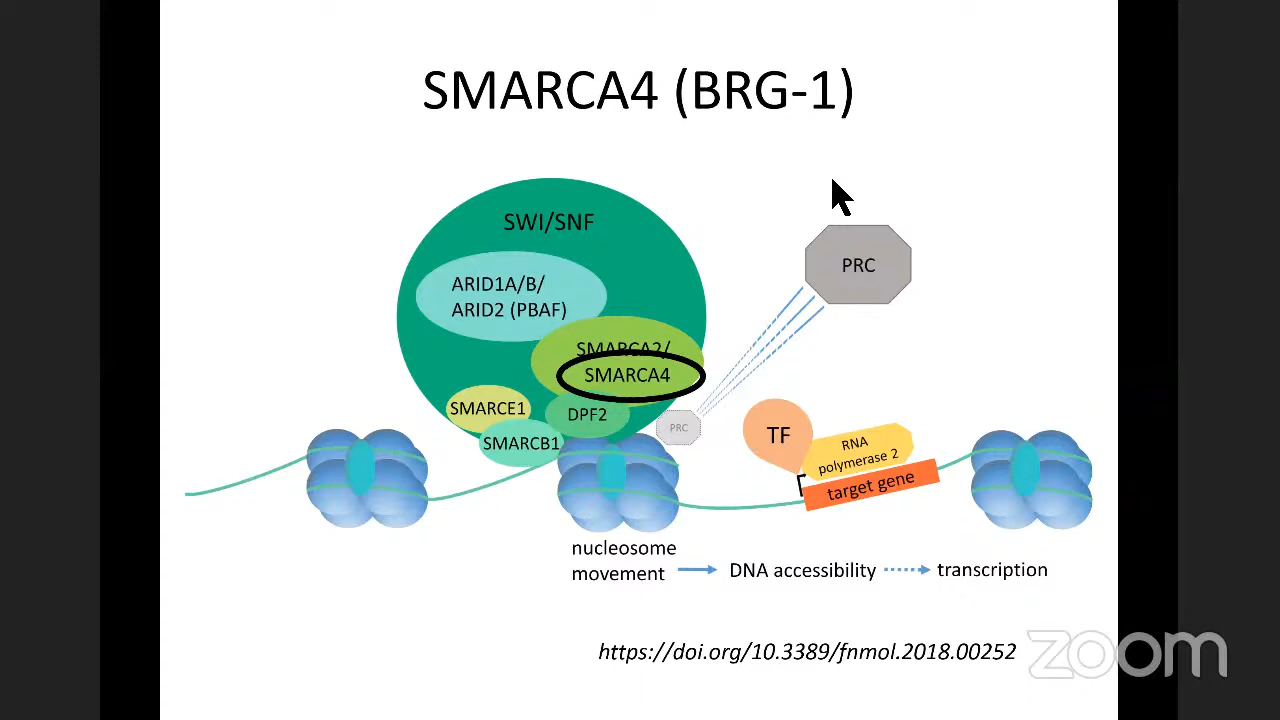 SMARCA4 (BRG-1)
SWI/SNF
ARID1A/B/
ARID2 (PBAF)
SMARCA2/
SMARCA4
SMARCE1
DPF2
SMARCB1
PRC
PRC
TF
RNA
polymerase 2
target gene
nucleosome
movement
DNA accessibility
transcription
https://doi.org/10.3389/fnmol.2018.00252
zoom